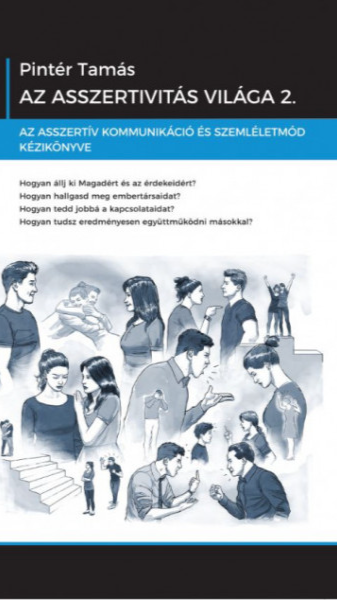 Pintér Tamás
AZ ASSZERTIVITÁS VILÁGA 2.
AZ ASSZERTÍV KOMMUNIKÁCIÓ ÉS SZEMLÉLETMÓD
KÉZIKÖNYVE
Hogyan állj ki Magadért és az érdekeidért?
Hogyan hallgasd meg embertársaidat?
Hogyan tedd jobbá a kapcsolataidat?
Hogyan tudsz eredményesen együttműködni másokkal?